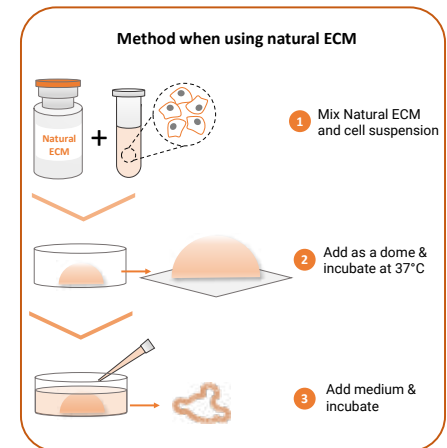 Method when using natural ECM
Natural
ECM
+
1
Mix Natural ECM
and cell suspension
2
Add as a dome &
incubate at 37°C
3
Add medium &
incubate